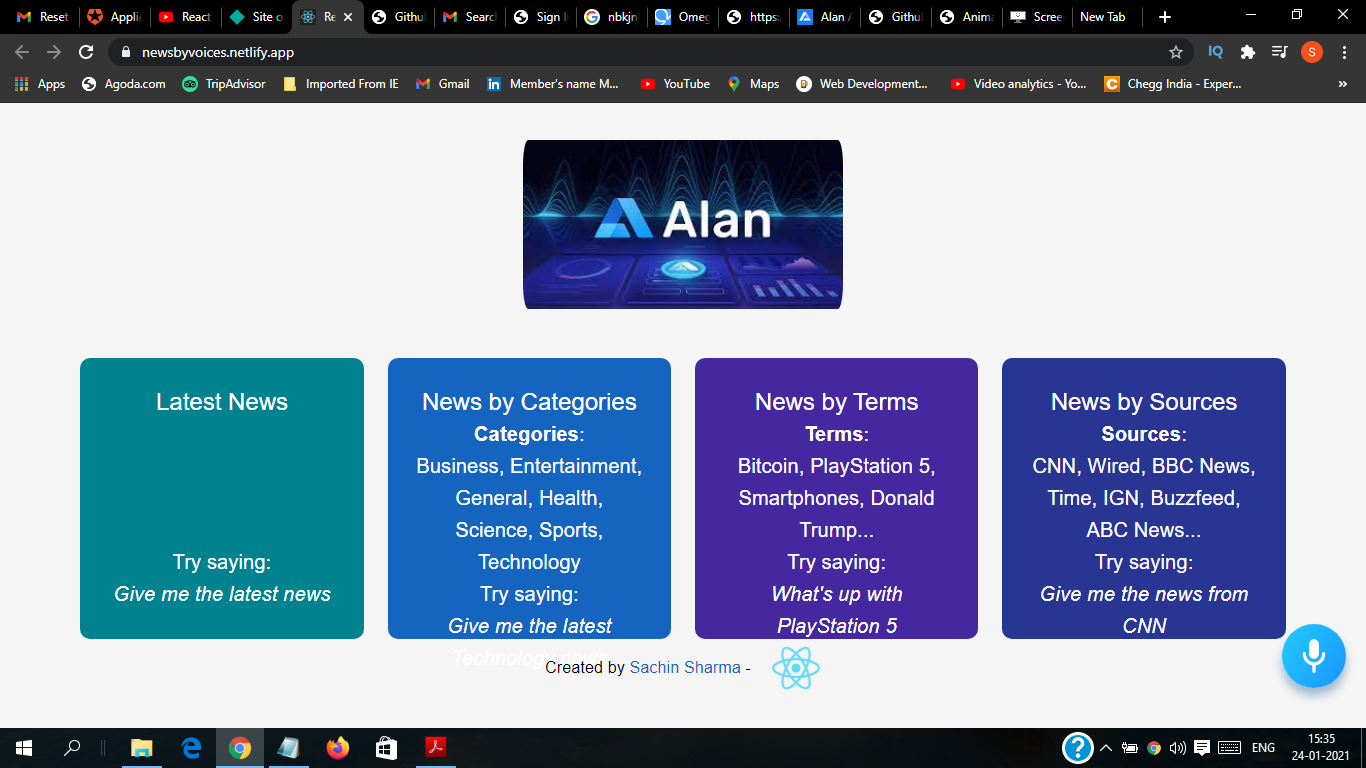 Reset
Applic
React
Site o
Re
Githu
Searc
Sign I
nbkjnl
Omeg
https:
Alan A
Githul
Anima
Scree
New Tab
newsbyvoices.netlify.app
IQ
S
Apps
Agoda.com
TripAdvisor
Imported From IE
Gmail
Member's name M...
YouTube
Maps
Web Development...
Video analytics - Yo...
Chegg India - Exper...
»
Alan
Latest News
Try saying:
Give me the latest news
News by Categories
Categories:
Business, Entertainment,
General, Health,
Science, Sports,
Technology
Try saying:
Give me the latest
Technology news
News by Terms
Terms:
Bitcoin, PlayStation 5,
Smartphones, Donald
Trump...
Try saying:
What's up with
PlayStation 5
News by Sources
Sources:
CNN, Wired, BBC News,
Time, IGN, Buzzfeed,
ABC News...
Try saying:
Give me the news from
CNN
Created by Sachin Sharma -
ENG
15:35
24-01-2021